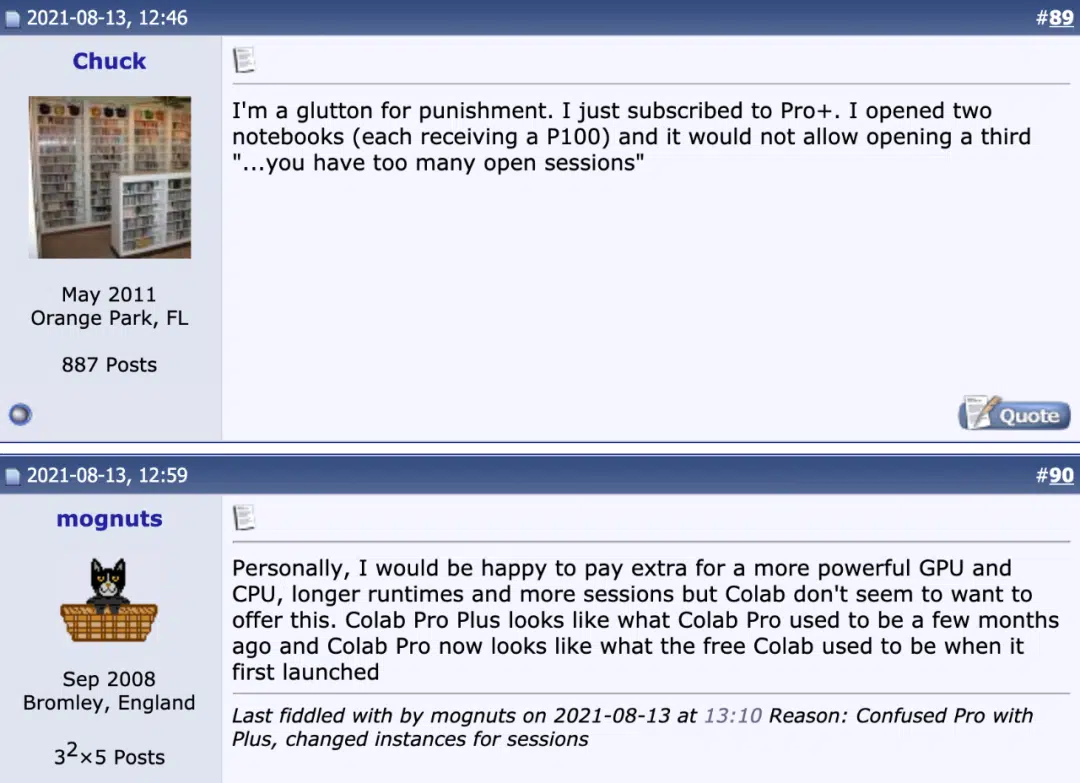 2021-08-13, 12:46 #89
Chuck
I'm a glutton for punishment. I just subscribed to Pro+. I opened two
notebooks (each receiving a P100) and it would not allow opening a third
"...you have too many open sessions"
May 2011
Orange Park, FL
887 Posts
Quote
2021-08-13, 12:59 #90
mognuts
Personally, I would be happy to pay extra for a more powerful GPU and
CPU, longer runtimes and more sessions but Colab don't seem to want to
offer this. Colab Pro Plus looks like what Colab Pro used to be a few months
ago and Colab Pro now looks like what the free Colab used to be when it
first launched
Sep 2008
Bromley, England
3²×5 Posts
Last fiddled with by mognuts on 2021-08-13 at 13:10 Reason: Confused Pro with
Plus, changed instances for sessions